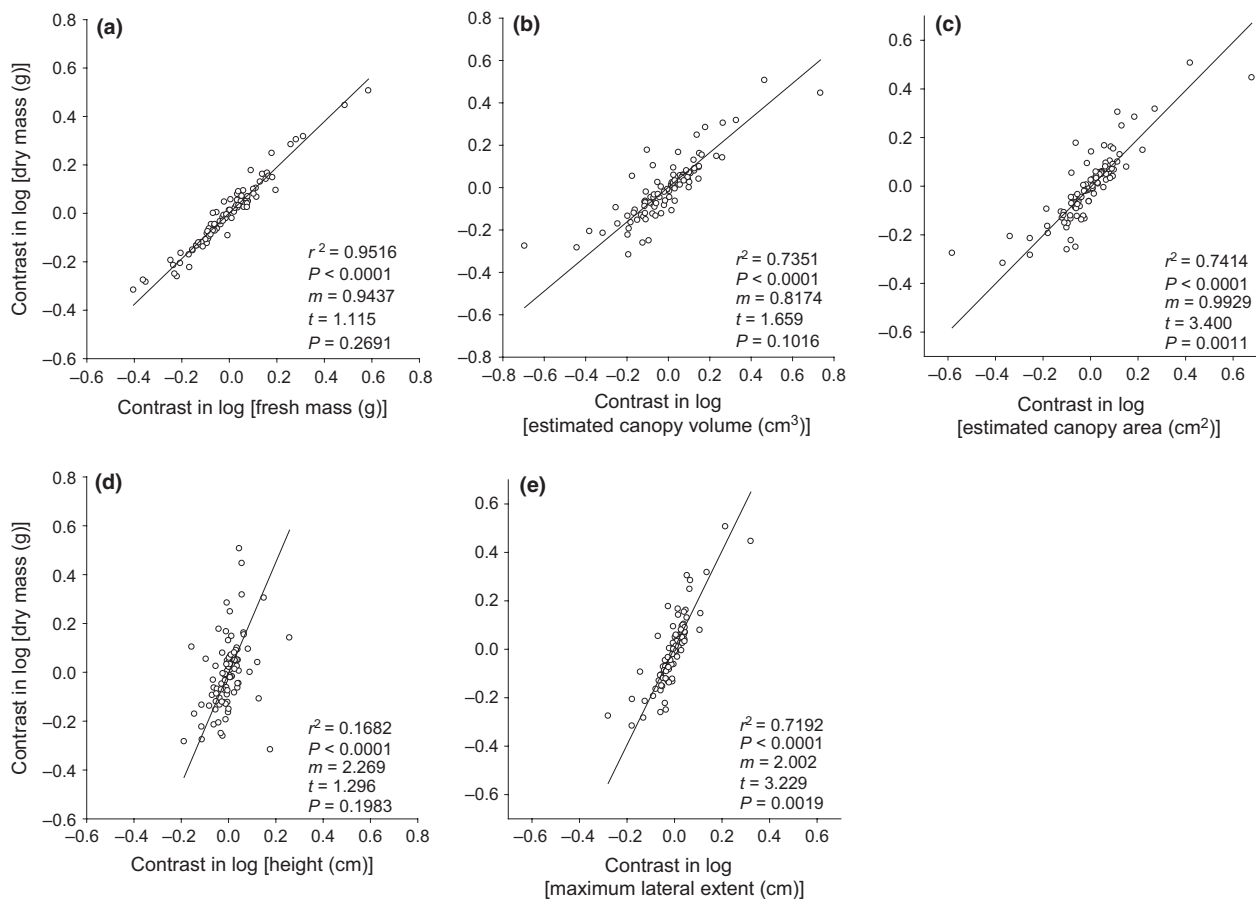 (a)
Contrast in log [dry mass (g)]
0.8
0.6
0.4
0.2
0.0
–0.2
–0.4
–0.6
r² = 0.9516
P < 0.0001
m = 0.9437
t = 1.115
P = 0.2691
–0.6 –0.4 –0.2 0.0 0.2 0.4 0.6 0.8
Contrast in log [fresh mass (g)]
(b)
0.8
0.6
0.4
0.2
0.0
–0.2
–0.4
–0.6
–0.8
r² = 0.7351
P < 0.0001
m = 0.8174
t = 1.659
P = 0.1016
–0.8 –0.6 –0.4 –0.2 0.0 0.2 0.4 0.6 0.8
Contrast in log
[estimated canopy volume (cm³)]
(c)
0.6
0.4
0.2
0.0
–0.2
–0.4
–0.6
r² = 0.7414
P < 0.0001
m = 0.9929
t = 3.400
P = 0.0011
–0.6 –0.4 –0.2 0.0 0.2 0.4 0.6
Contrast in log
[estimated canopy area (cm²)]
(d)
Contrast in log [dry mass (g)]
0.8
0.6
0.4
0.2
0.0
–0.2
–0.4
–0.6
r² = 0.1682
P < 0.0001
m = 2.269
t = 1.296
P = 0.1983
–0.6 –0.4 –0.2 0.0 0.2 0.4 0.6 0.8
Contrast in log [height (cm)]
(e)
0.6
0.4
0.2
0.0
–0.2
–0.4
–0.6
r² = 0.7192
P < 0.0001
m = 2.002
t = 3.229
P = 0.0019
–0.6 –0.4 –0.2 0.0 0.2 0.4 0.6
Contrast in log
[maximum lateral extent (cm)]